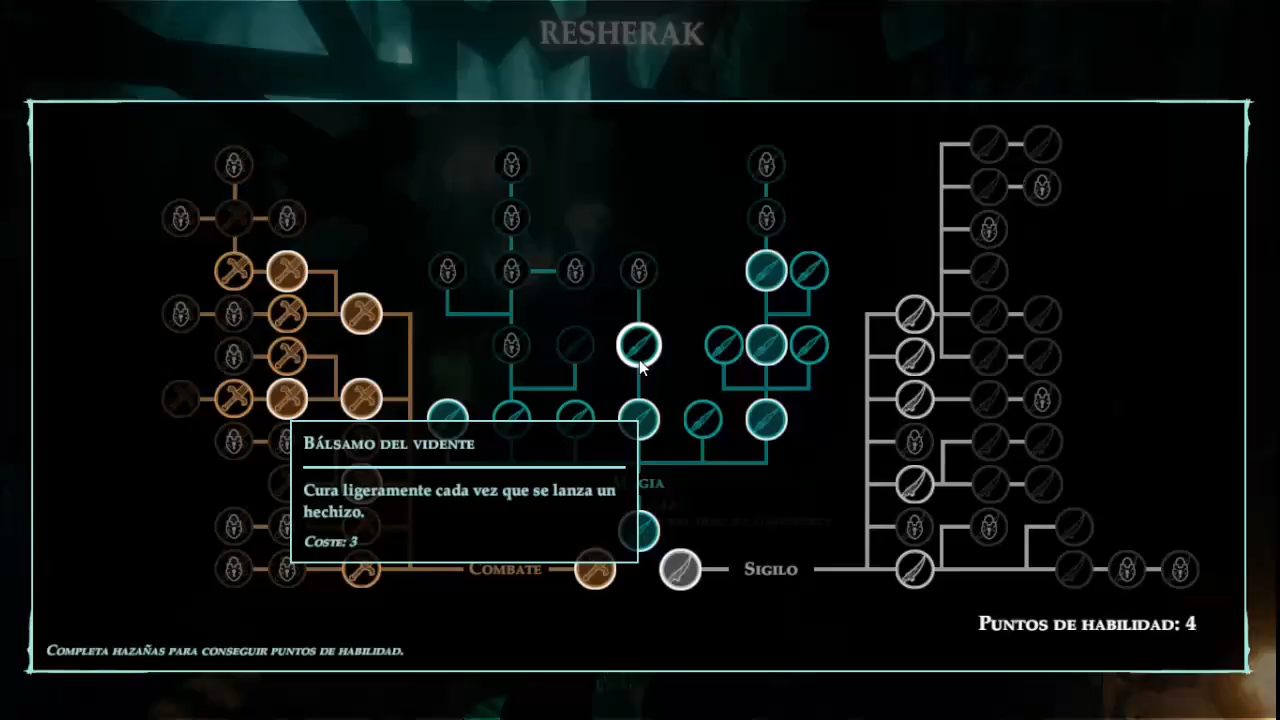 RESHERAK
BÁLSAMO DEL VIDENTE
Cura ligeramente cada vez que se lanza un
hechizo.
COSTE: 3
GIA
COMBATE
SIGILO
PUNTOS DE HABILIDAD: 4
COMPLETA HAZAÑAS PARA CONSEGUIR PUNTOS DE HABILIDAD.